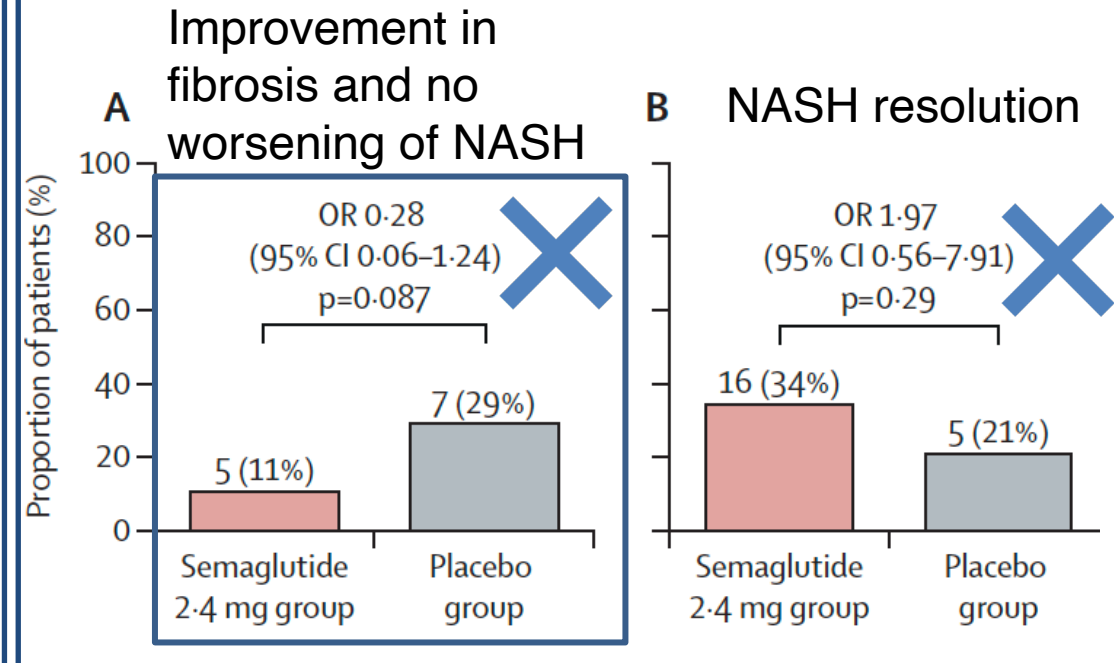 Improvement in
fibrosis and no
worsening of NASH
A
Proportion of patients (%)
100
80
60
40
20
0
OR 0·28
(95% CI 0·06–1·24)
p=0·087
5 (11%)
7 (29%)
Semaglutide
2·4 mg group
Placebo
group
B
NASH resolution
OR 1·97
(95% CI 0·56–7·91)
p=0·29
16 (34%)
5 (21%)
Semaglutide
2·4 mg group
Placebo
group